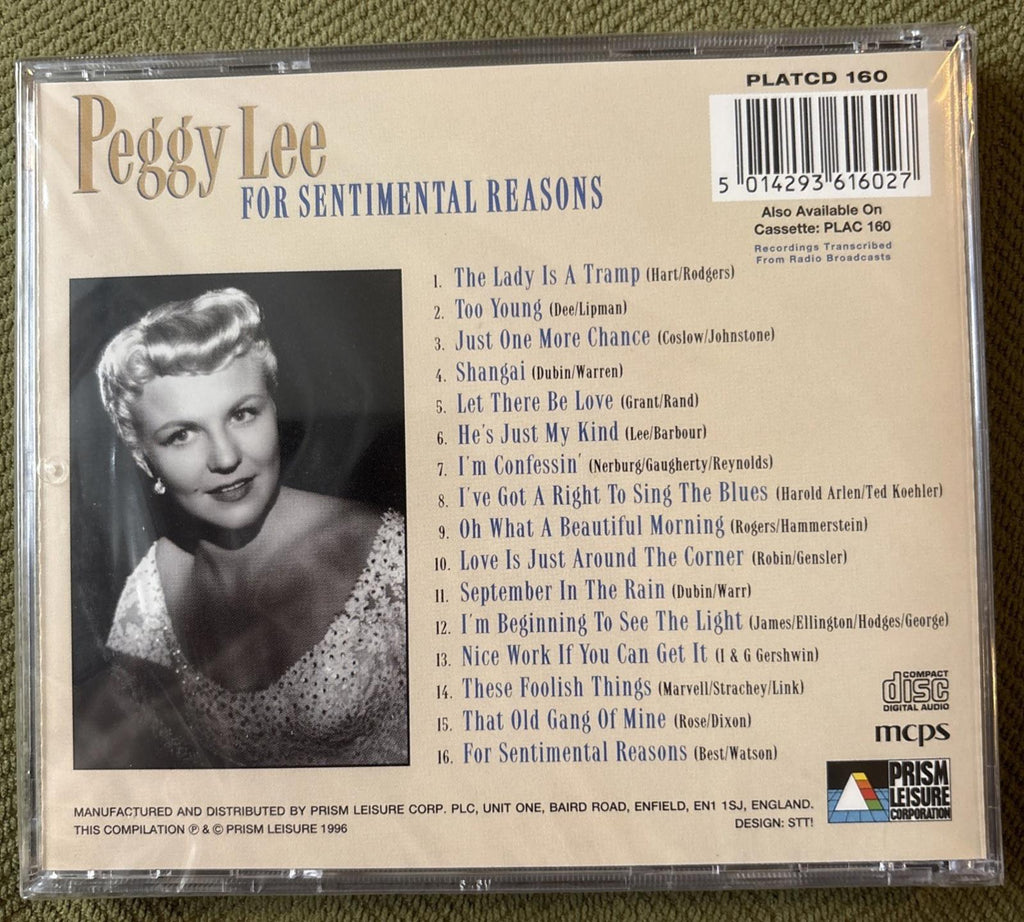 PLATCD 160
Peggy Lee
FOR SENTIMENTAL REASONS
5 014293 616027
Also Available On
Cassette: PLAC 160
Recordings Transcribed
From Radio Broadcasts
1. The Lady Is A Tramp (Hart/Rodgers)
2. Too Young (Dee/Lipman)
3. Just One More Chance (Coslow/Johnstone)
4. Shangai (Dubin/Warren)
5. Let There Be Love (Grant/Rand)
6. He's Just My Kind (Lee/Barbour)
7. I'm Confessin' (Nerburg/Gaugherty/Reynolds)
8. I've Got A Right To Sing The Blues (Harold Arlen/Ted Koehler)
9. Oh What A Beautiful Morning (Rogers/Hammerstein)
10. Love Is Just Around The Corner (Robin/Gensler)
11. September In The Rain (Dubin/Warr)
12. I'm Beginning To See The Light (James/Ellington/Hodges/George)
13. Nice Work If You Can Get It (I & G Gershwin)
14. These Foolish Things (Marvell/Strachey/Link)
15. That Old Gang Of Mine (Rose/Dixon)
16. For Sentimental Reasons (Best/Watson)
COMPACT
disc
DIGITAL AUDIO
mcps
PRISM
LEISURE
CORPORATION
MANUFACTURED AND DISTRIBUTED BY PRISM LEISURE CORP. PLC, UNIT ONE, BAIRD ROAD, ENFIELD, EN1 1SJ, ENGLAND.
THIS COMPILATION ℗ & © PRISM LEISURE 1996
DESIGN: STT!